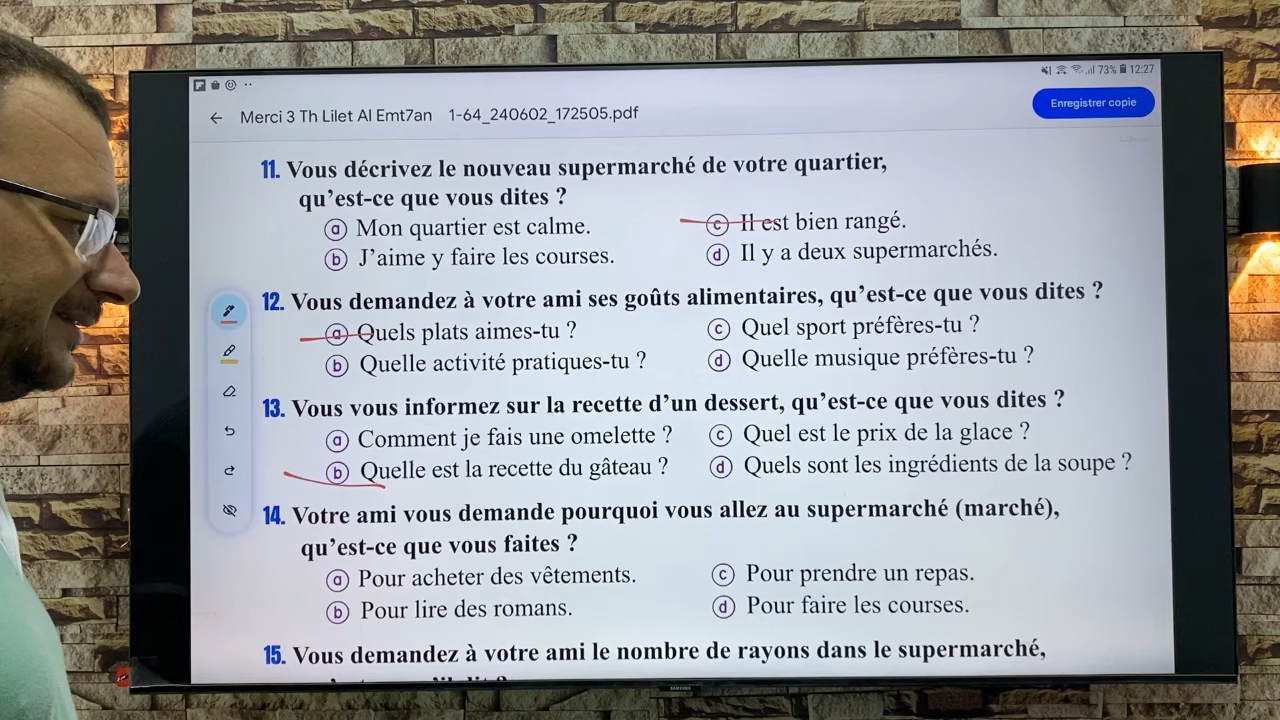 73% 12:27
Merci 3 Th Lilet Al Emt7an 1-64_240602_172505.pdf
Enregistrer copie
11. Vous décrivez le nouveau supermarché de votre quartier,
qu'est-ce que vous dites ?
a Mon quartier est calme.
c Il est bien rangé.
b J'aime y faire les courses.
d Il y a deux supermarchés.
12. Vous demandez à votre ami ses goûts alimentaires, qu'est-ce que vous dites ?
a Quels plats aimes-tu ?
c Quel sport préfères-tu ?
b Quelle activité pratiques-tu ?
d Quelle musique préfères-tu ?
13. Vous vous informez sur la recette d'un dessert, qu'est-ce que vous dites ?
a Comment je fais une omelette ?
c Quel est le prix de la glace ?
b Quelle est la recette du gâteau ?
d Quels sont les ingrédients de la soupe ?
14. Votre ami vous demande pourquoi vous allez au supermarché (marché),
qu'est-ce que vous faites ?
a Pour acheter des vêtements.
c Pour prendre un repas.
b Pour lire des romans.
d Pour faire les courses.
15. Vous demandez à votre ami le nombre de rayons dans le supermarché,
SAMSUNG